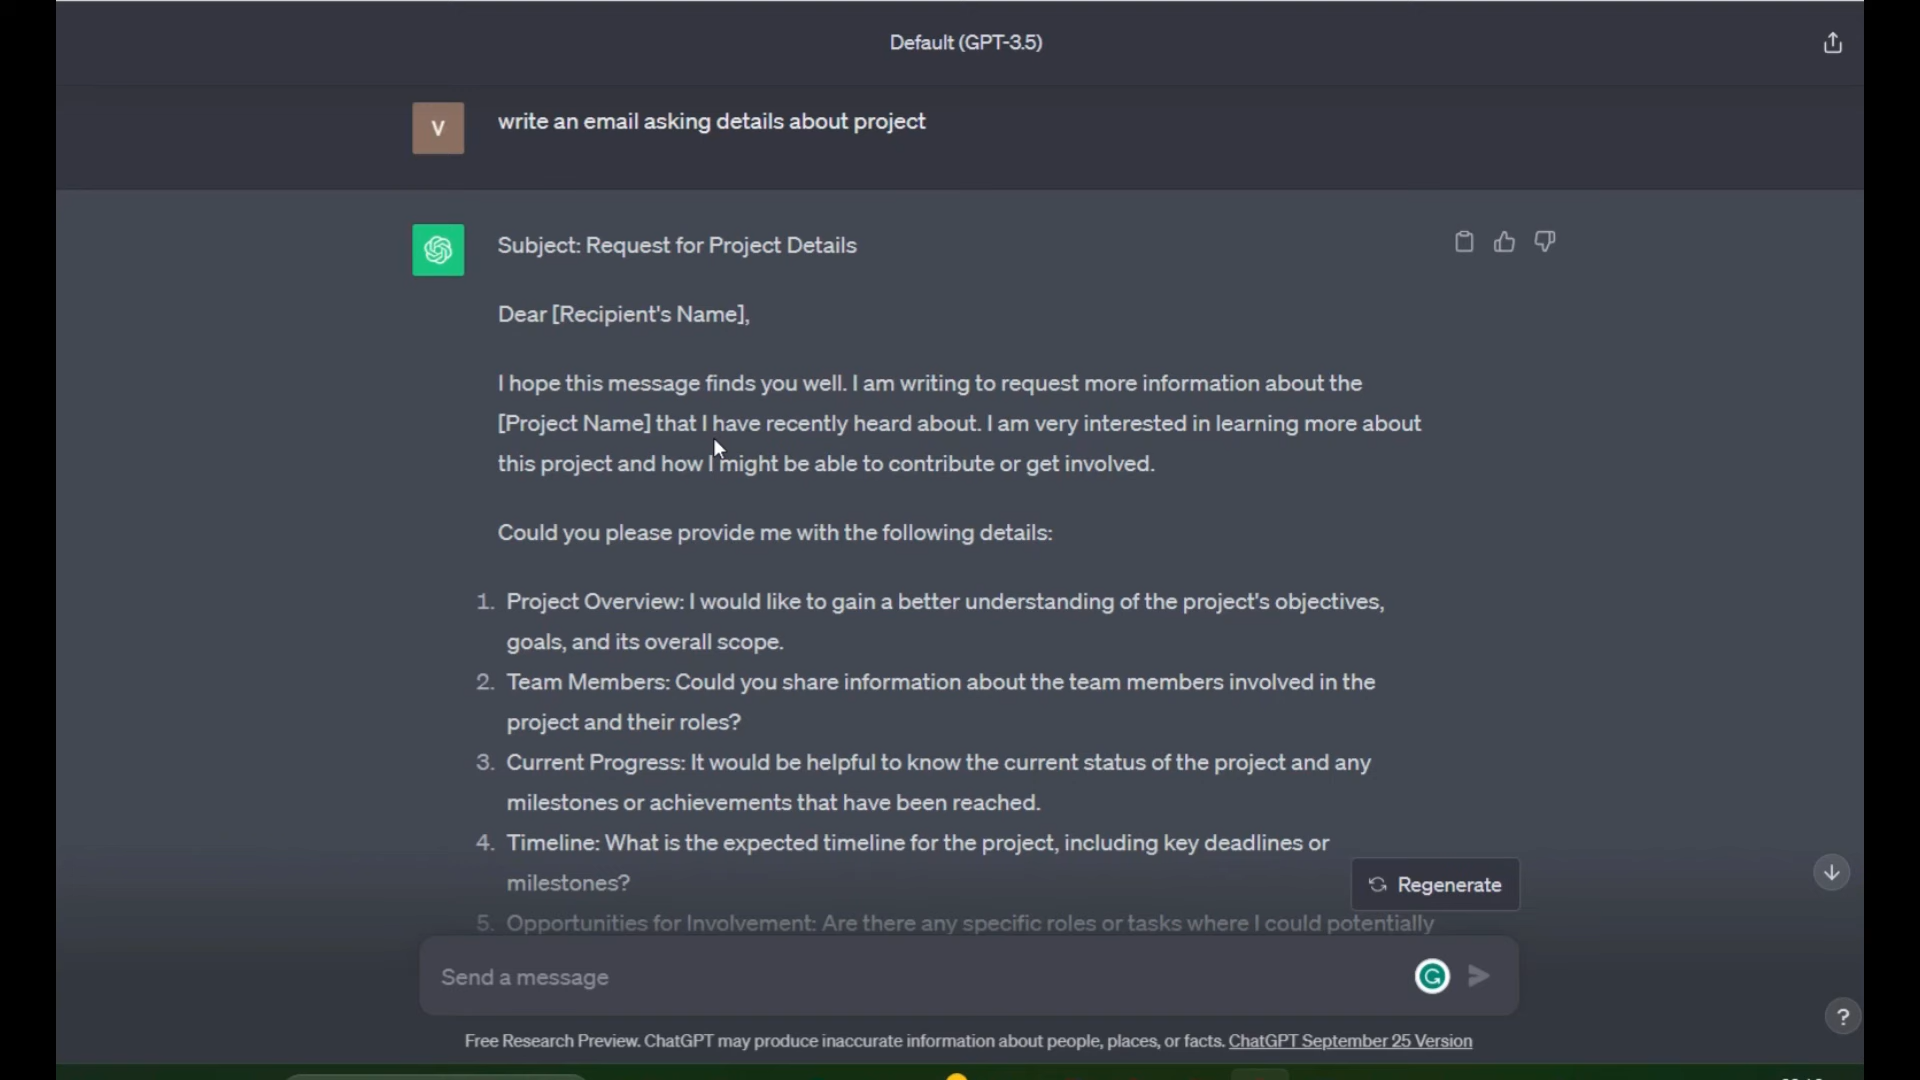 Default (GPT-3.5)
V
write an email asking details about project
Subject: Request for Project Details
Dear [Recipient's Name],
I hope this message finds you well. I am writing to request more information about the
[Project Name] that I have recently heard about. I am very interested in learning more about
this project and how I might be able to contribute or get involved.
Could you please provide me with the following details:
1. Project Overview: I would like to gain a better understanding of the project's objectives,
goals, and its overall scope.
2. Team Members: Could you share information about the team members involved in the
project and their roles?
3. Current Progress: It would be helpful to know the current status of the project and any
milestones or achievements that have been reached.
4. Timeline: What is the expected timeline for the project, including key deadlines or
milestones?
Regenerate
5. Opportunities for Involvement: Are there any specific roles or tasks where I could potentially
Send a message
?
Free Research Preview. ChatGPT may produce inaccurate information about people, places, or facts. ChatGPT September 25 Version